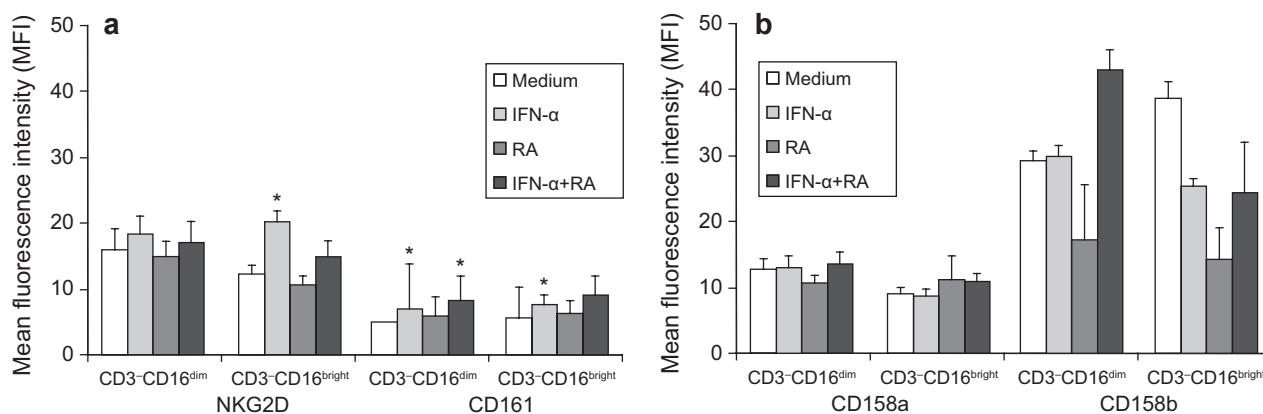 a
Mean fluorescence intensity (MFI)
50
40
30
20
10
0
Medium
IFN-α
RA
IFN-α+RA
*
* * *
CD3⁻CD16ᵈⁱᵐ CD3⁻CD16ᵇʳⁱᵍʰᵗ CD3⁻CD16ᵈⁱᵐ CD3⁻CD16ᵇʳⁱᵍʰᵗ
NKG2D CD161
b
Mean fluorescence intensity (MFI)
50
40
30
20
10
0
Medium
IFN-α
RA
IFN-α+RA
CD3⁻CD16ᵈⁱᵐ CD3⁻CD16ᵇʳⁱᵍʰᵗ CD3⁻CD16ᵈⁱᵐ CD3⁻CD16ᵇʳⁱᵍʰᵗ
CD158a CD158b